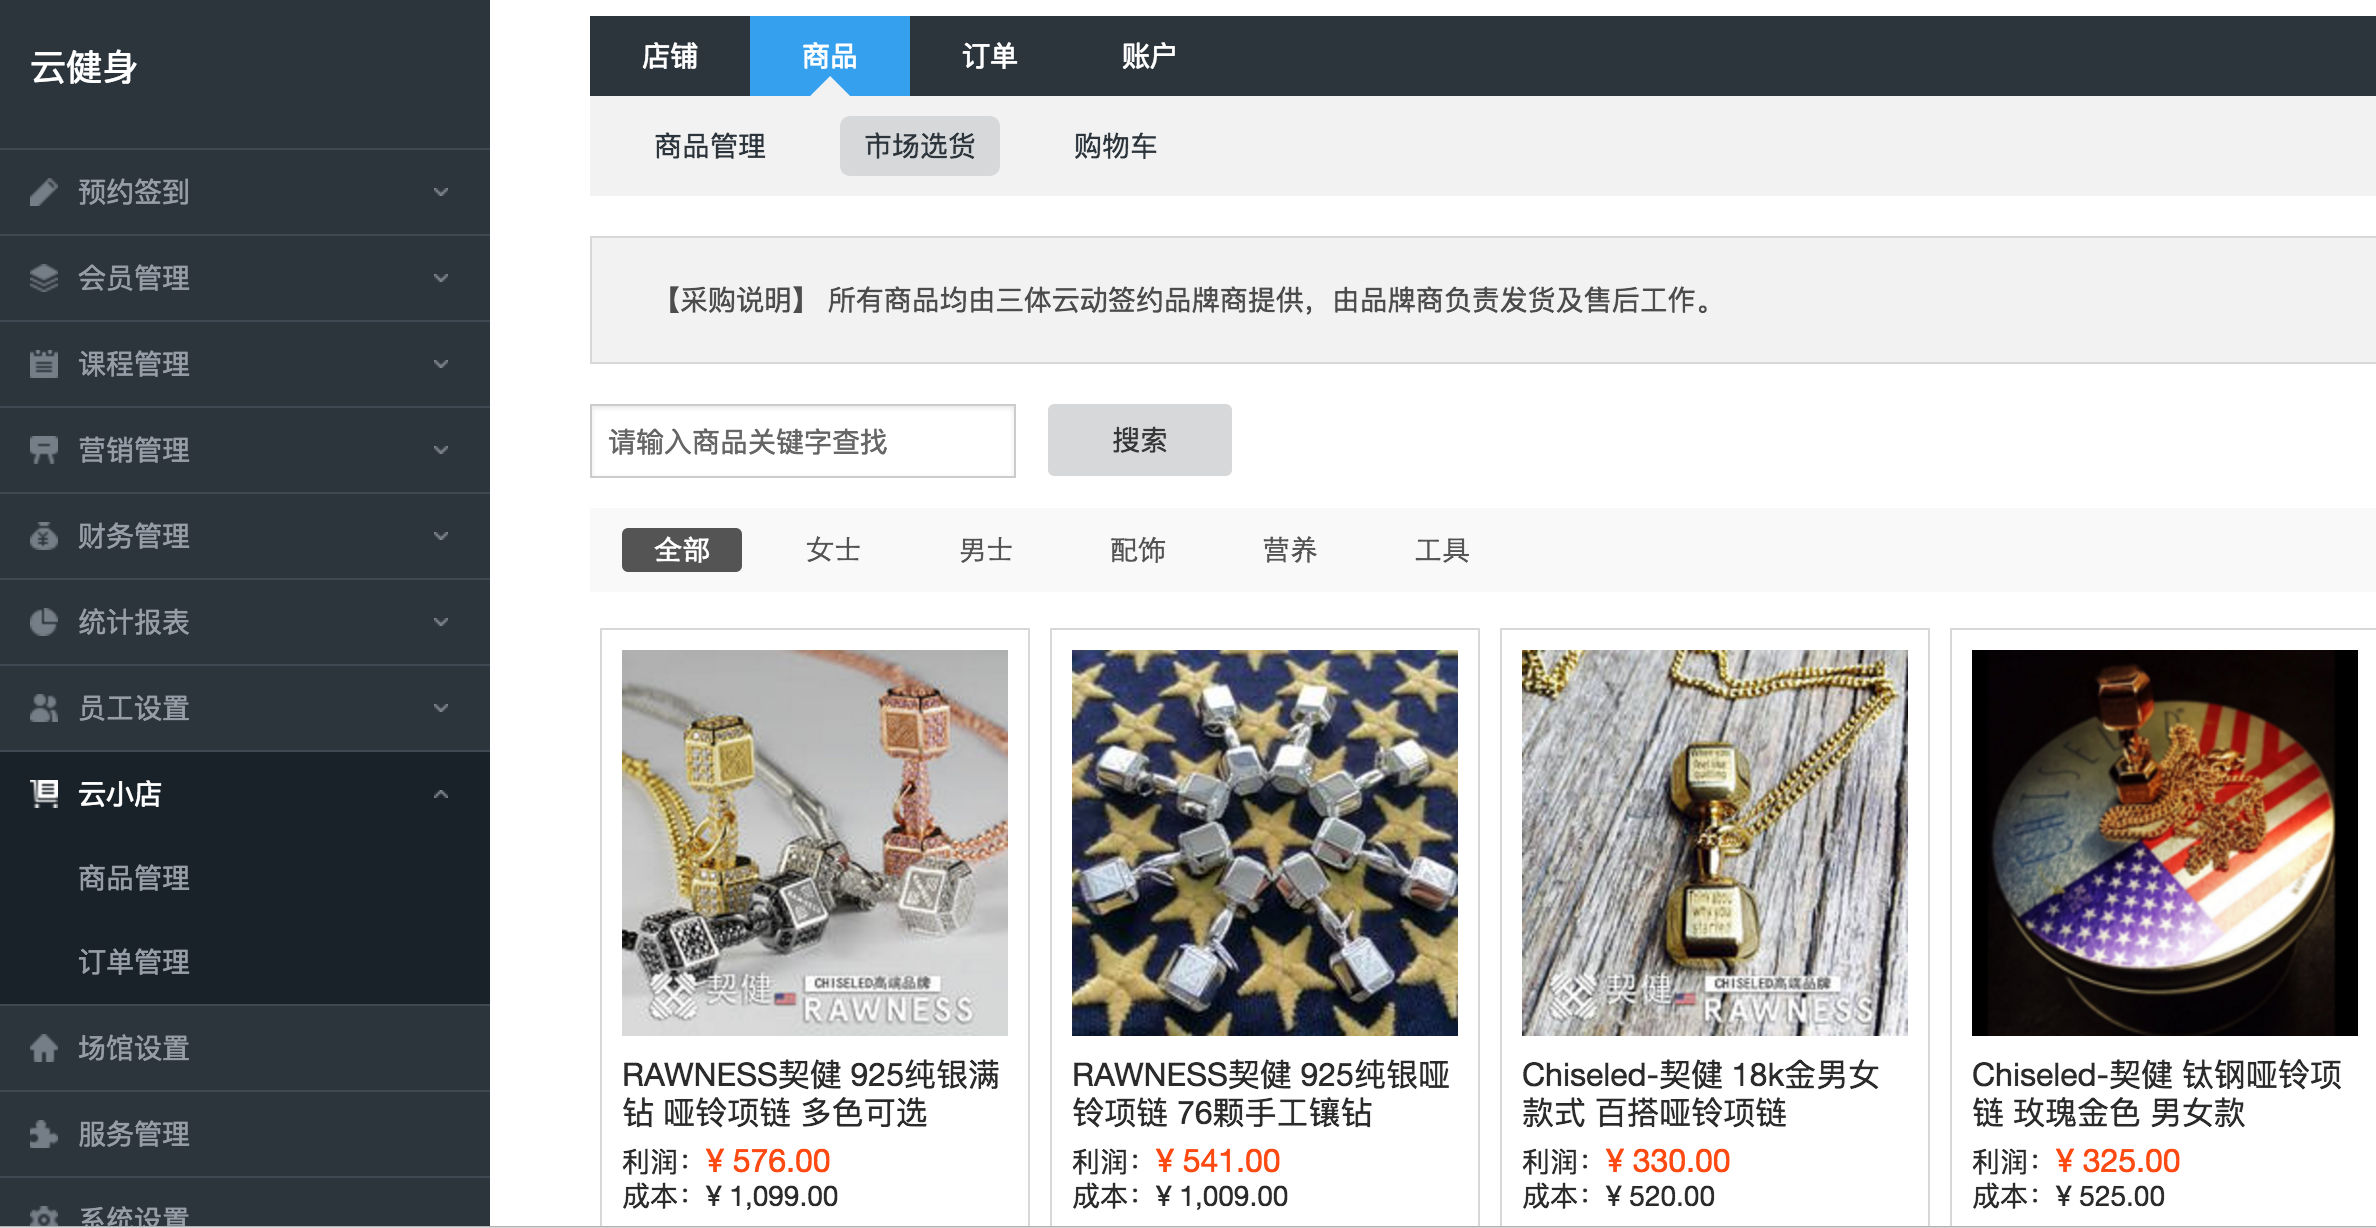 云健身
预约签到
会员管理
课程管理
营销管理
财务管理
统计报表
员工设置
云小店
商品管理
订单管理
场馆设置
服务管理
系统设置
店铺 商品 订单 账户
商品管理 市场选货 购物车
【采购说明】 所有商品均由三体云动签约品牌商提供，由品牌商负责发货及售后工作。
请输入商品关键字查找 搜索
全部 女士 男士 配饰 营养 工具
契健 CHISELED高端品牌
RAWNESS
RAWNESS契健 925纯银满
钻 哑铃项链 多色可选
利润：¥ 576.00
成本：¥ 1,099.00
RAWNESS契健 925纯银哑
铃项链 76颗手工镶钻
利润：¥ 541.00
成本：¥ 1,009.00
Think about
why you
started
契健 CHISELED高端品牌
RAWNESS
Chiseled-契健 18k金男女
款式 百搭哑铃项链
利润：¥ 330.00
成本：¥ 520.00
CHISELED
Chiseled-契健 钛钢哑铃项
链 玫瑰金色 男女款
利润：¥ 325.00
成本：¥ 525.00